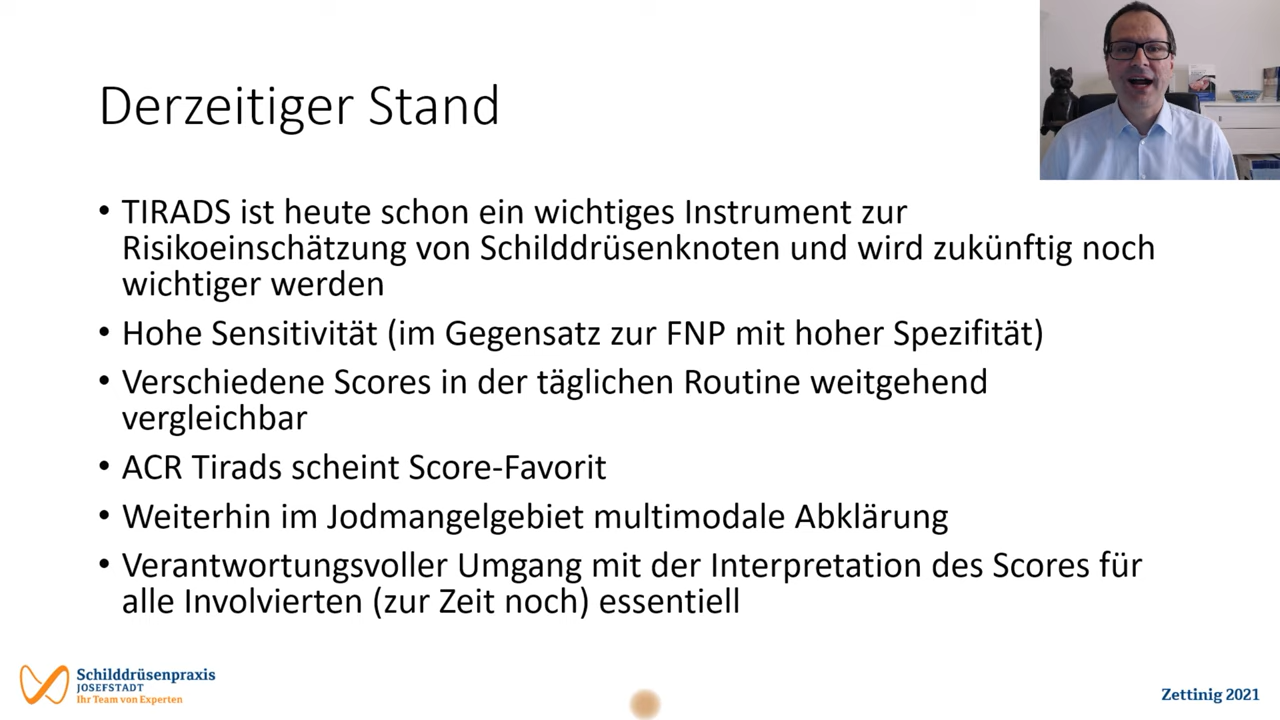 Derzeitiger Stand
• TIRADS ist heute schon ein wichtiges Instrument zur
Risikoeinschätzung von Schilddrüsenknoten und wird zukünftig noch
wichtiger werden
• Hohe Sensitivität (im Gegensatz zur FNP mit hoher Spezifität)
• Verschiedene Scores in der täglichen Routine weitgehend
vergleichbar
• ACR Tirads scheint Score-Favorit
• Weiterhin im Jodmangelgebiet multimodale Abklärung
• Verantwortungsvoller Umgang mit der Interpretation des Scores für
alle Involvierten (zur Zeit noch) essentiell
Schilddrüsenpraxis
JOSEFSTADT
Ihr Team von Experten
Zettinig 2021